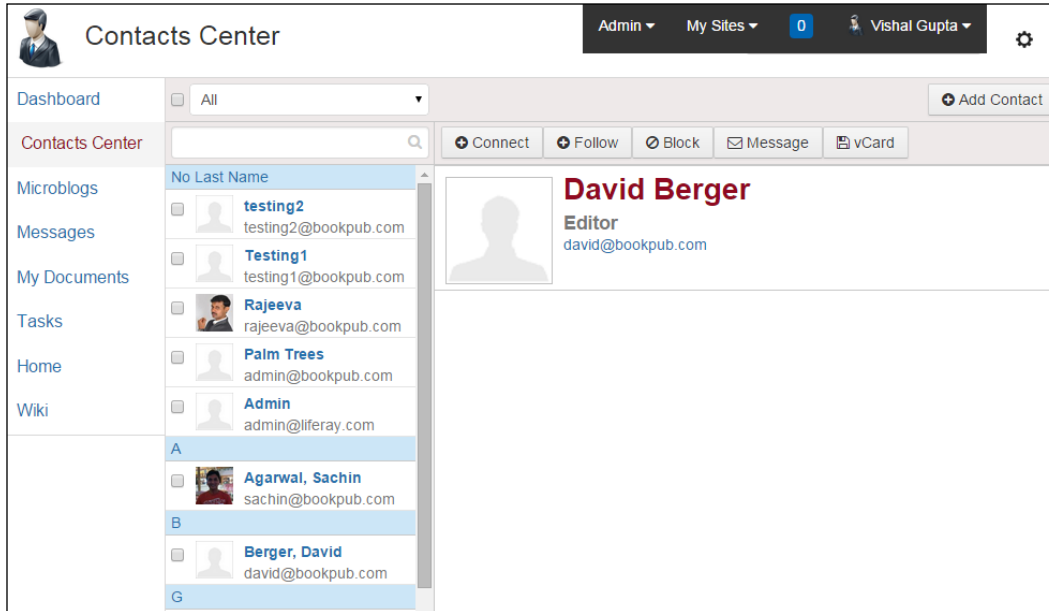 Contacts Center
Admin
My Sites
0
Vishal Gupta
Dashboard
Contacts Center
Microblogs
Messages
My Documents
Tasks
Home
Wiki
All
Add Contact
Connect
Follow
Block
Message
vCard
No Last Name
testing2
testing2@bookpub.com
Testing1
testing1@bookpub.com
Rajeeva
rajeeva@bookpub.com
Palm Trees
admin@bookpub.com
Admin
admin@liferay.com
A
Agarwal, Sachin
sachin@bookpub.com
B
Berger, David
david@bookpub.com
G
David Berger
Editor
david@bookpub.com